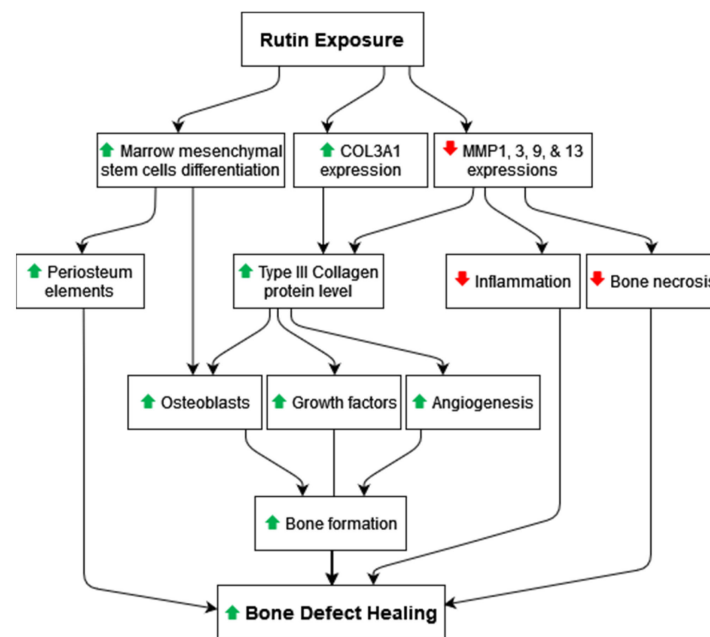 Rutin Exposure
Marrow mesenchymal
stem cells differentiation
COL3A1
expression
MMP1, 3, 9, & 13
expressions
Periosteum
elements
Type III Collagen
protein level
Inflammation
Bone necrosis
Osteoblasts
Growth factors
Angiogenesis
Bone formation
Bone Defect Healing